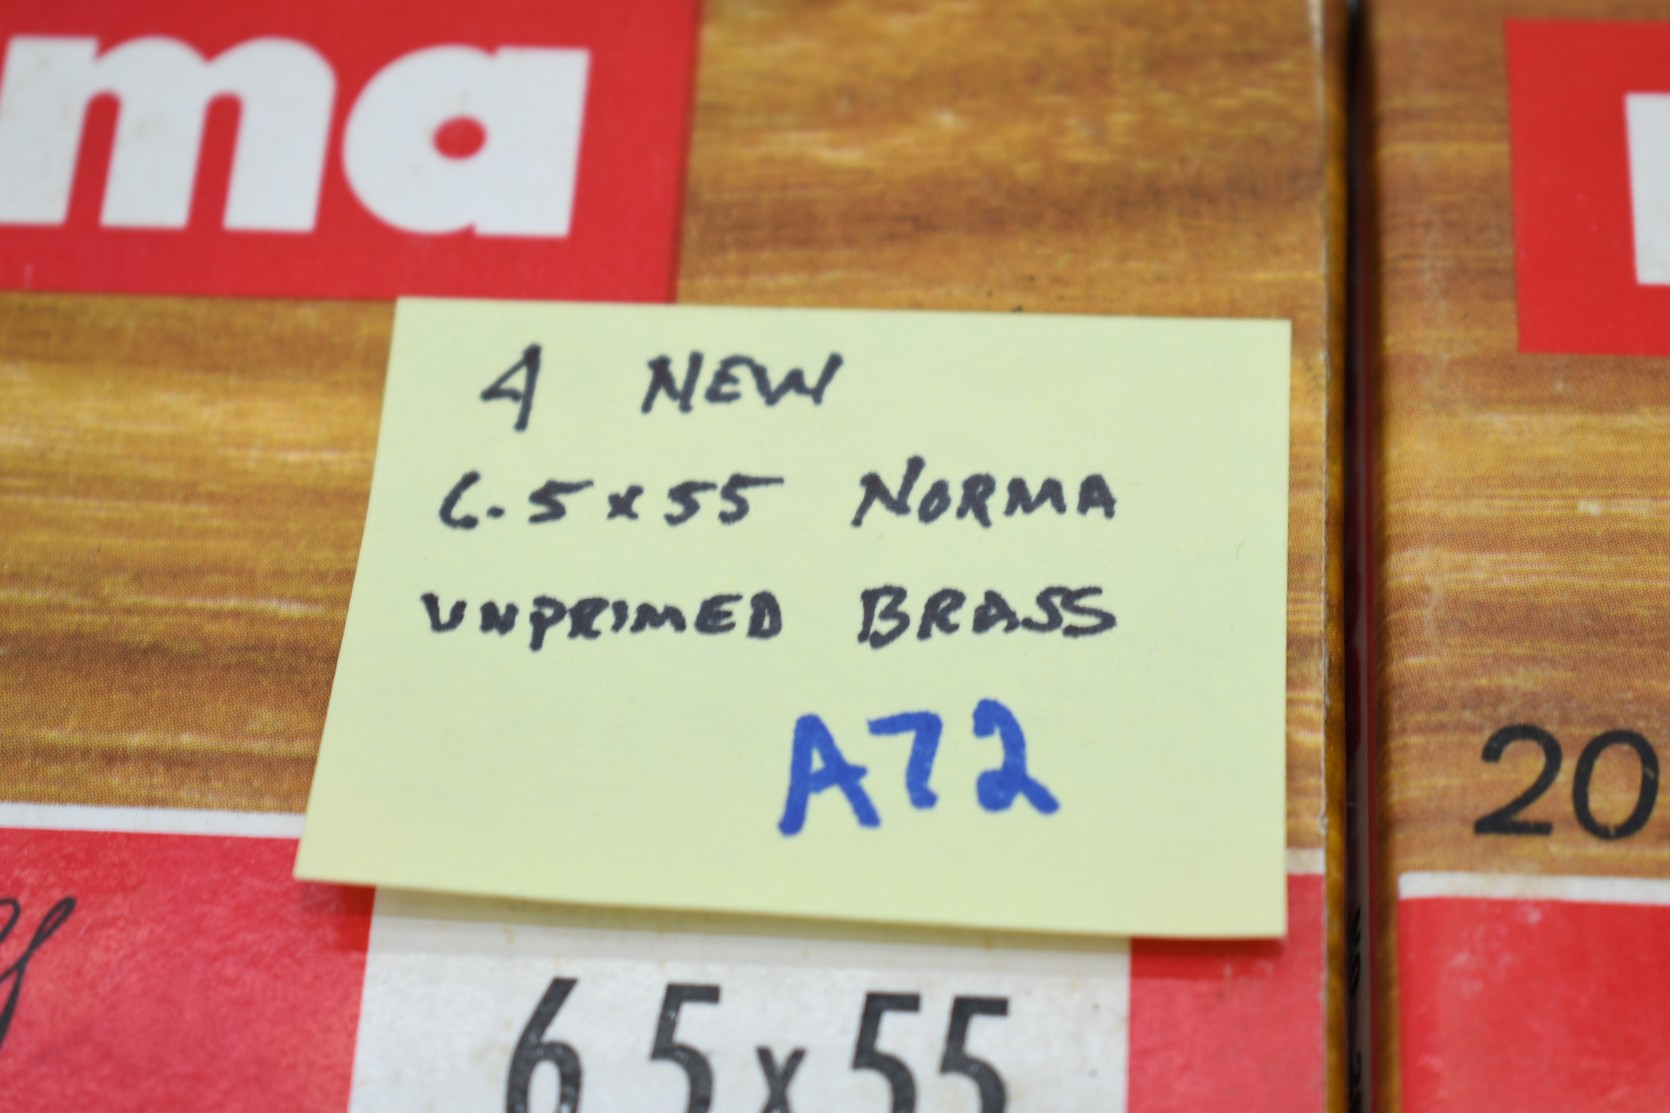 ma
4 NEW
6.5x55 NORMA
UNPRIMED BRASS
A72
20
6,5x55